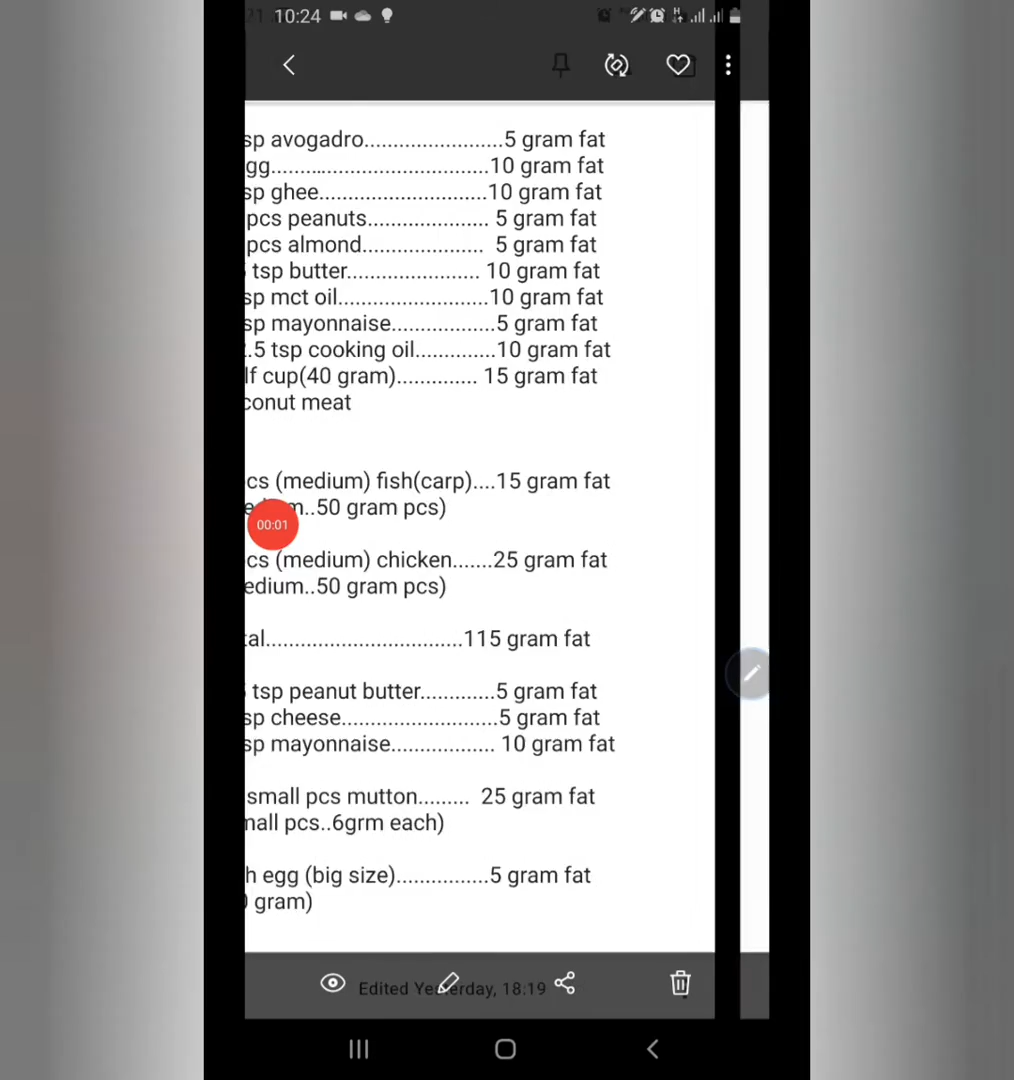 10:24
sp avogadro.......................5 gram fat
gg.....................................10 gram fat
sp ghee............................10 gram fat
pcs peanuts.................... 5 gram fat
pcs almond.................... 5 gram fat
tsp butter...................... 10 gram fat
sp mct oil.........................10 gram fat
sp mayonnaise.................5 gram fat
.5 tsp cooking oil.............10 gram fat
lf cup(40 gram)............. 15 gram fat
conut meat
cs (medium) fish(carp)....15 gram fat
m..50 gram pcs)
00:01
cs (medium) chicken.......25 gram fat
edium..50 gram pcs)
tal.................................115 gram fat
tsp peanut butter............5 gram fat
sp cheese..........................5 gram fat
sp mayonnaise................. 10 gram fat
small pcs mutton......... 25 gram fat
nall pcs..6grm each)
h egg (big size)...............5 gram fat
gram)
Edited Yesterday, 18:19